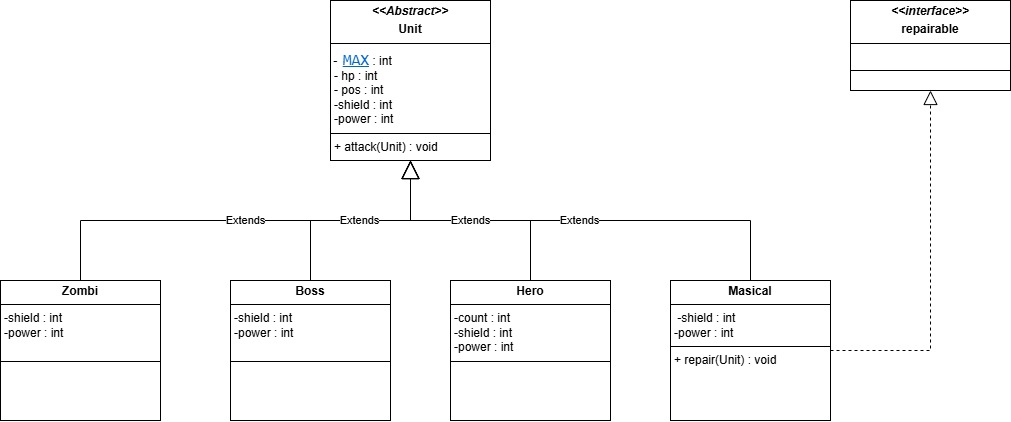 <<Abstract>>
Unit
- MAX : int
- hp : int
- pos : int
-shield : int
-power : int
+ attack(Unit) : void
<<interface>>
repairable
Extends
Extends
Extends
Extends
Zombi
-shield : int
-power : int
Boss
-shield : int
-power : int
Hero
-count : int
-shield : int
-power : int
Masical
-shield : int
-power : int
+ repair(Unit) : void